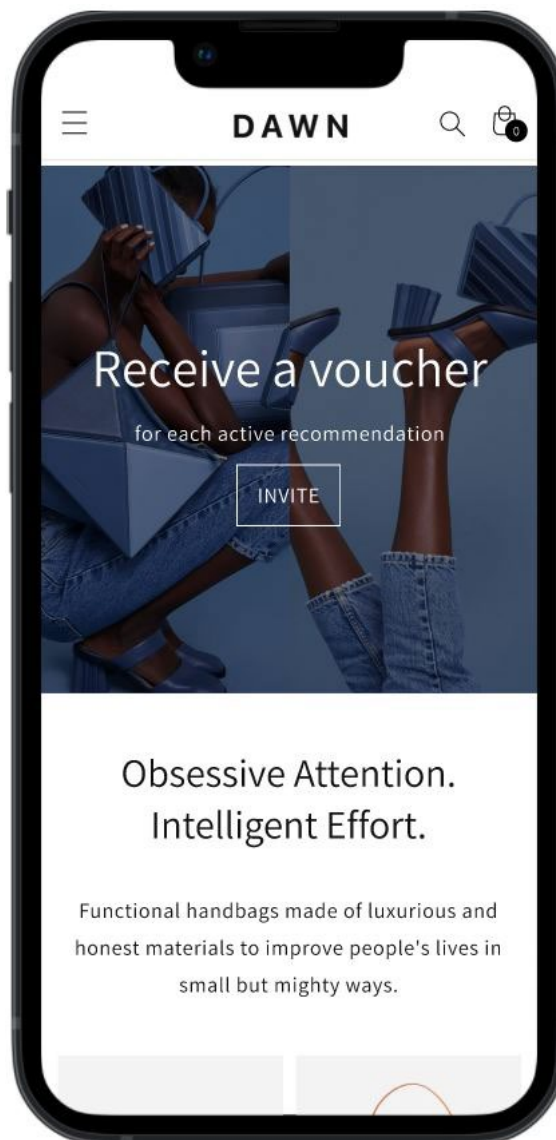 DAWN
0
Receive a voucher
for each active recommendation
INVITE
Obsessive Attention.
Intelligent Effort.
Functional handbags made of luxurious and
honest materials to improve people's lives in
small but mighty ways.